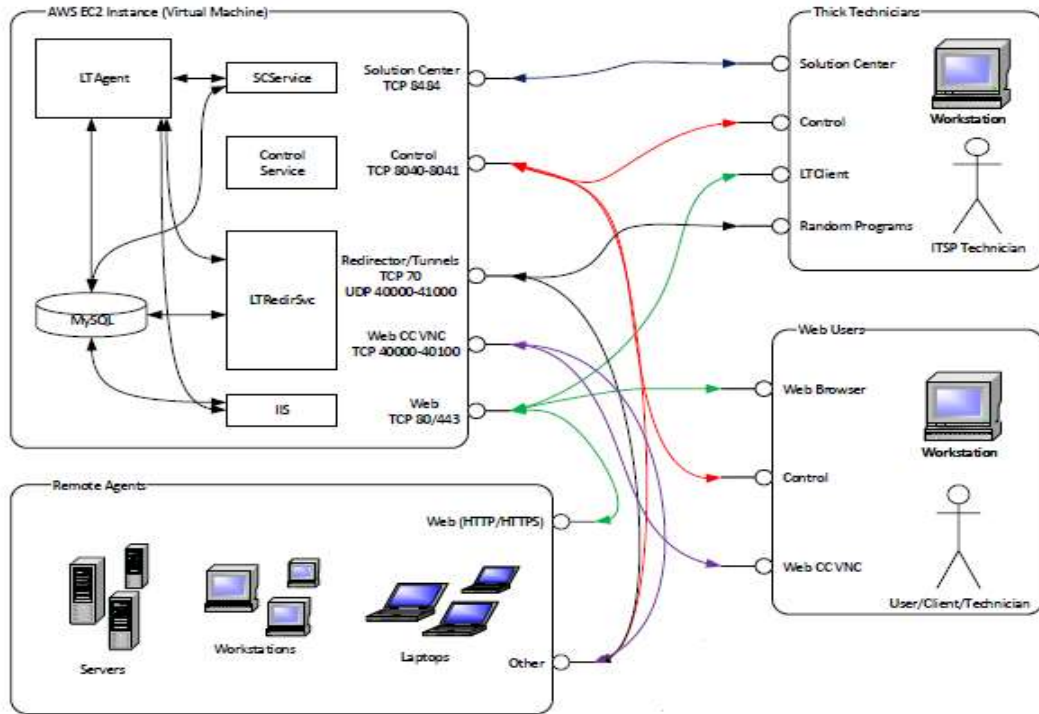 AWS EC2 Instance (Virtual Machine)
LTAgent
SCService
Solution Center
TCP 8484
Control
Service
Control
TCP 8040-8041
LTRedirSvc
Redirector/Tunnels
TCP 70
UDP 40000-41000
MySQL
Web CC VNC
TCP 40000-40100
IIS
Web
TCP 80/443
Thick Technicians
Solution Center
Workstation
Control
LTClient
Random Programs
ITSP Technician
Web Users
Web Browser
Workstation
Control
Web CC VNC
User/Client/Technician
Remote Agents
Web (HTTP/HTTPS)
Servers
Workstations
Laptops
Other